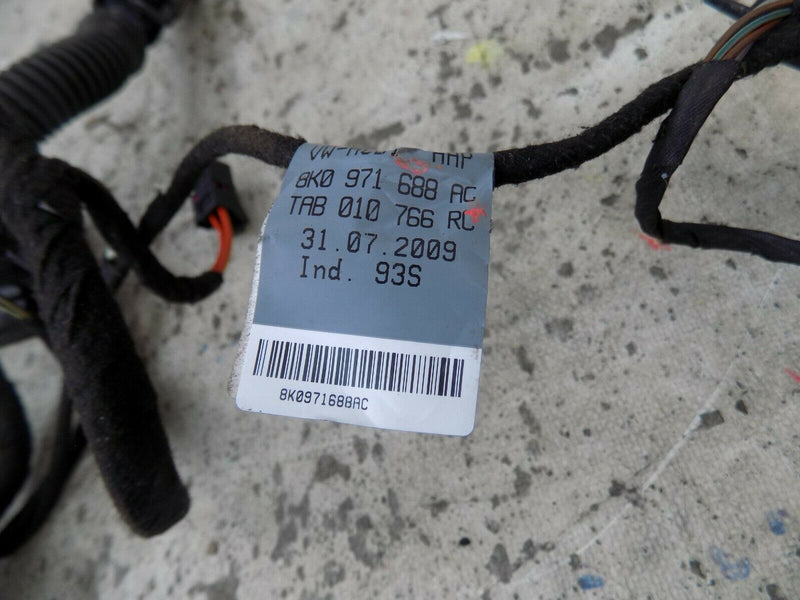 8K0 971 688 AC
TAB 010 766 RC
31.07.2009
Ind. 93S
8K0971688AC